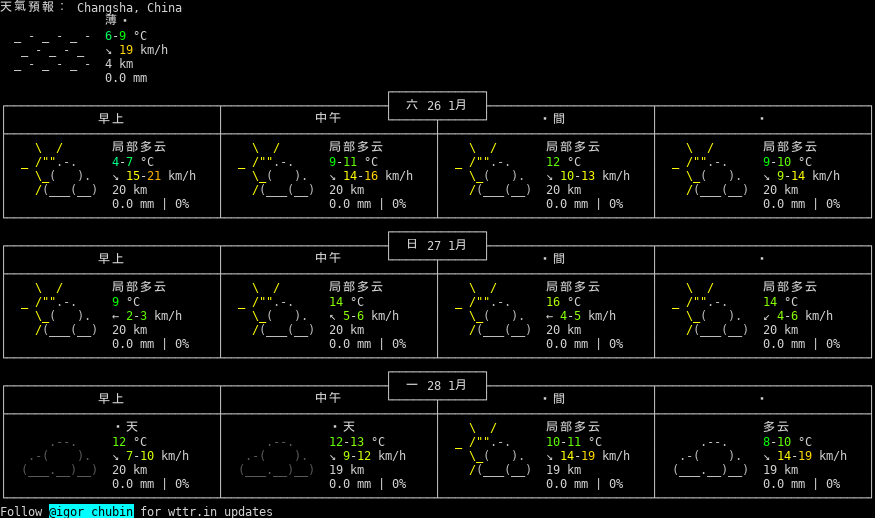 天氣預報： Changsha, China
薄
6-9 °C
↘ 19 km/h
4 km
0.0 mm
六 26 1月
早上 中午 間
局部多云 局部多云 局部多云 局部多云
4-7 °C 9-11 °C 12 °C 9-10 °C
↘ 15-21 km/h ↘ 14-16 km/h ↘ 10-13 km/h ↘ 9-14 km/h
20 km 20 km 20 km 20 km
0.0 mm | 0% 0.0 mm | 0% 0.0 mm | 0% 0.0 mm | 0%
日 27 1月
早上 中午 間
局部多云 局部多云 局部多云 局部多云
9 °C 14 °C 16 °C 14 °C
← 2-3 km/h ↖ 5-6 km/h ← 4-5 km/h ↙ 4-6 km/h
20 km 20 km 20 km 20 km
0.0 mm | 0% 0.0 mm | 0% 0.0 mm | 0% 0.0 mm | 0%
一 28 1月
早上 中午 間
天 天 局部多云 多云
12 °C 12-13 °C 10-11 °C 8-10 °C
↘ 7-10 km/h ↘ 9-12 km/h ↘ 14-19 km/h ↘ 14-19 km/h
20 km 19 km 19 km 19 km
0.0 mm | 0% 0.0 mm | 0% 0.0 mm | 0% 0.0 mm | 0%
Follow @igor_chubin for wttr.in updates